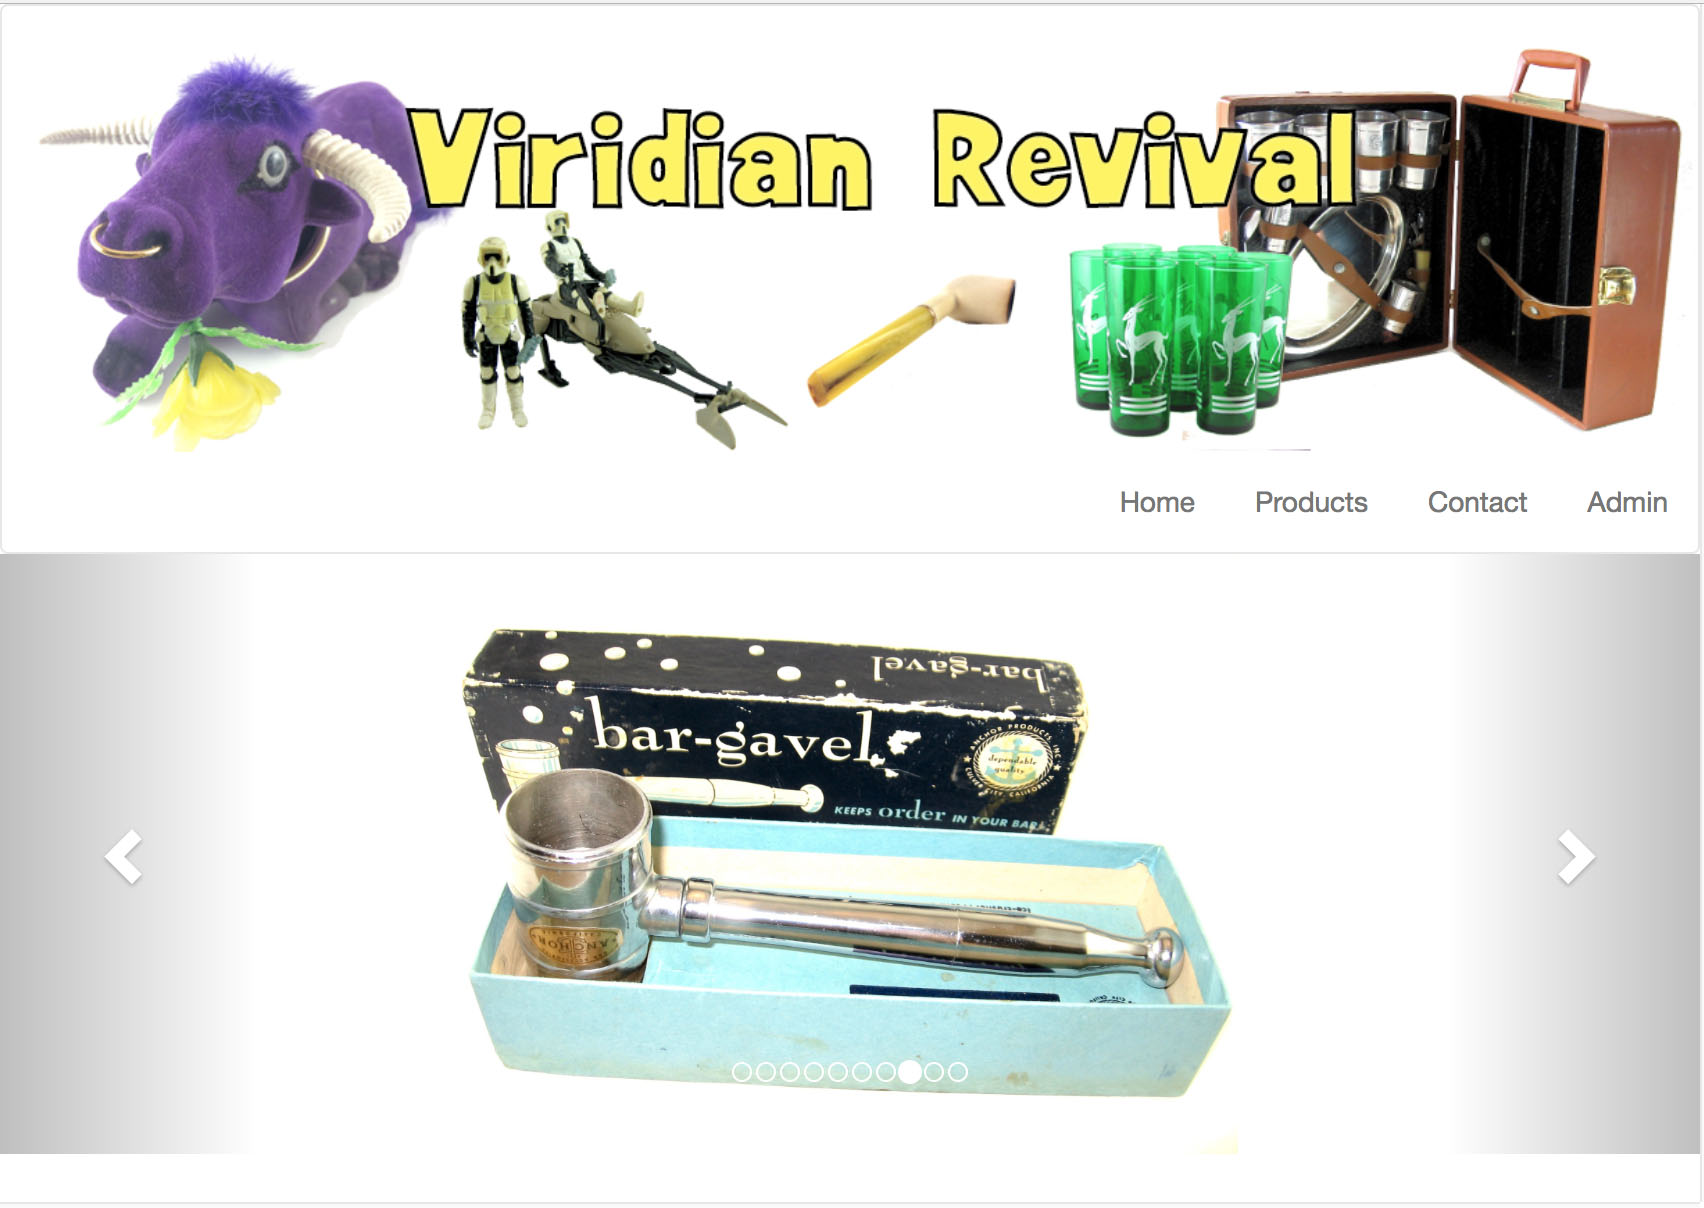 Viridian Revival
Home Products Contact Admin
bar-gavel
bar-gavel
ANCHOR PRODUCTS, INC.
dependable
quality
CULVER CITY, CALIFORNIA
KEEPS order IN YOUR BAR!
ANCHOR